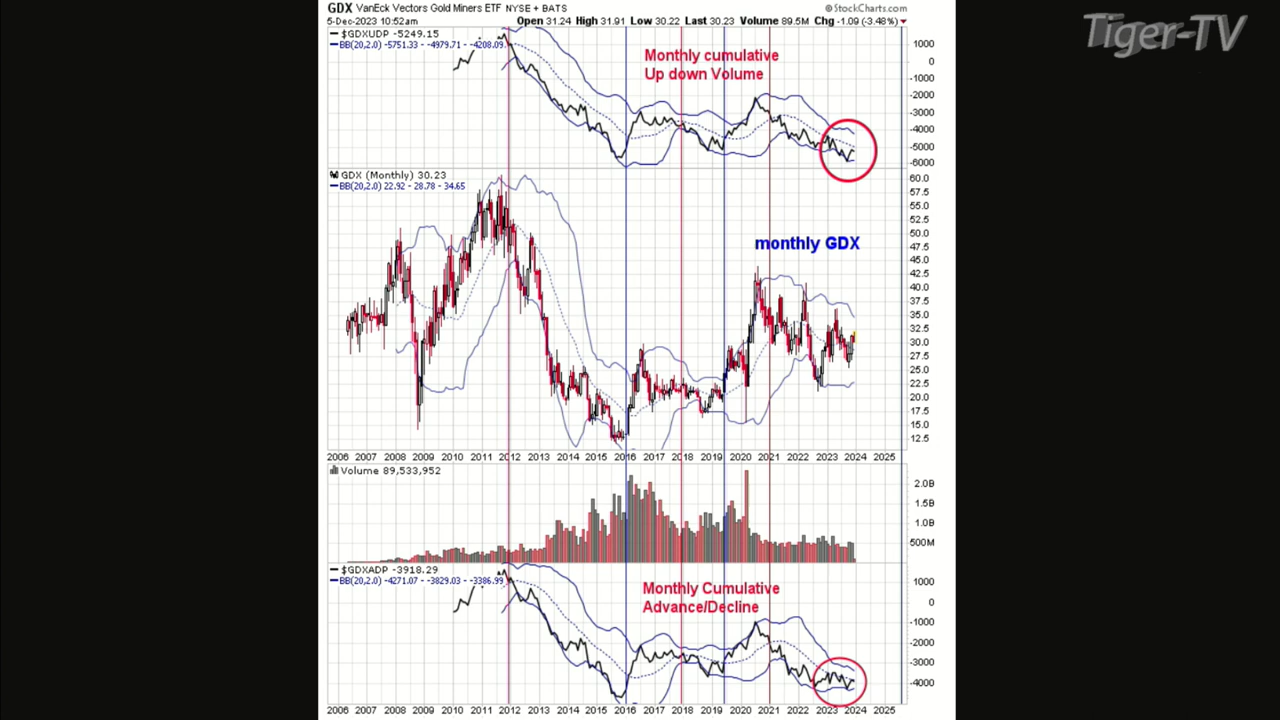 GDX VanEck Vectors Gold Miners ETF NYSE + BATS
© StockCharts.com
Tiger-TV
5-Dec-2023 10:52am
Open 31.24 High 31.91 Low 30.22 Last 30.23 Volume 89.5M Chg -1.09 (-3.48%)
$GDXUDP -5249.15
BB(20,2.0) -5751.33 - -4979.71 - -4208.09
Monthly cumulative
Up down Volume
1000
0
-1000
-2000
-3000
-4000
-5000
-6000
GDX (Monthly) 30.23
BB(20,2.0) 22.92 - 28.78 - 34.65
monthly GDX
60.0
57.5
55.0
52.5
50.0
47.5
45.0
42.5
40.0
37.5
35.0
32.5
30.0
27.5
25.0
22.5
20.0
17.5
15.0
12.5
2006 2007 2008 2009 2010 2011 2012 2013 2014 2015 2016 2017 2018 2019 2020 2021 2022 2023 2024 2025
Volume 89,533,952
2.0B
1.5B
1.0B
500M
$GDXADP -3918.29
BB(20,2.0) -4271.07 - -3829.03 - -3386.99
Monthly Cumulative
Advance/Decline
1000
0
-1000
-2000
-3000
-4000
2006 2007 2008 2009 2010 2011 2012 2013 2014 2015 2016 2017 2018 2019 2020 2021 2022 2023 2024 2025